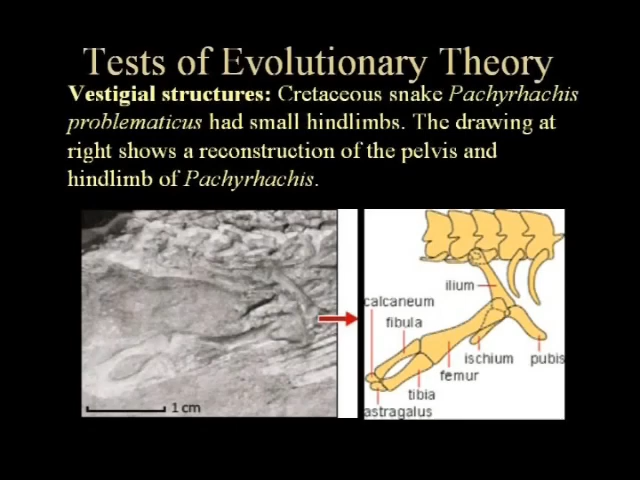 Tests of Evolutionary Theory
Vestigial structures: Cretaceous snake Pachyrhachis
problematicus had small hindlimbs. The drawing at
right shows a reconstruction of the pelvis and
hindlimb of Pachyrhachis.
ilium
calcaneum
fibula
ischium
pubis
femur
tibia
astragalus
1 cm